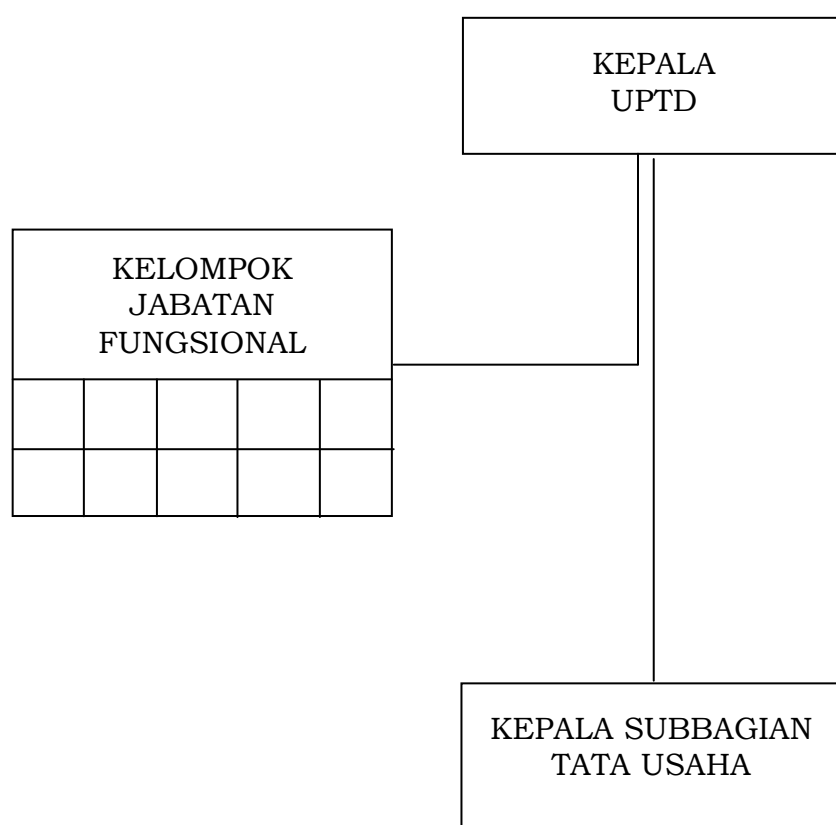 KEPALA
UPTD
KELOMPOK
JABATAN
FUNGSIONAL
KEPALA SUBBAGIAN
TATA USAHA